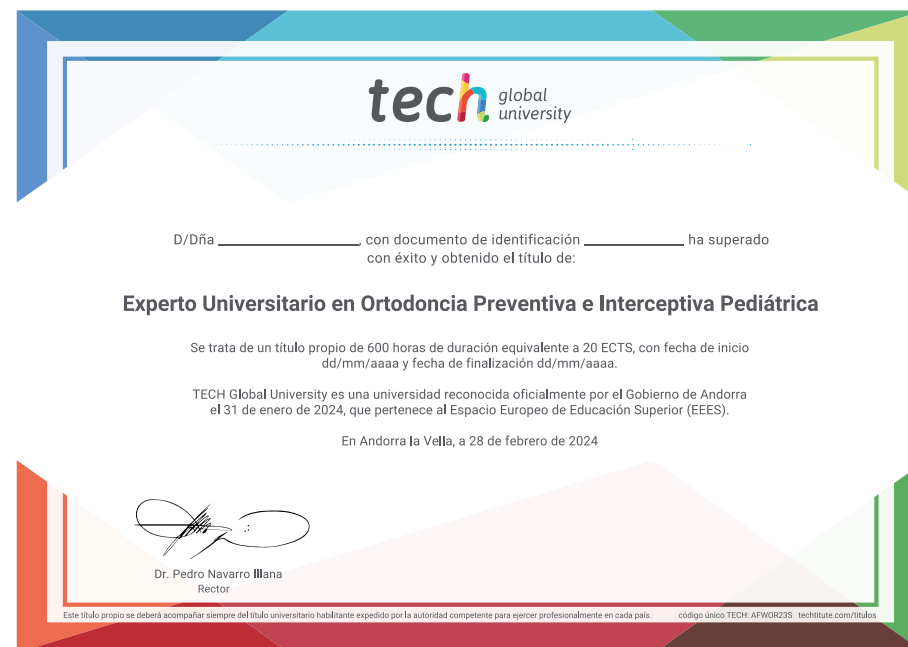 tech global university
D/Dña ________________, con documento de identificación ____________ ha superado
con éxito y obtenido el título de:
Experto Universitario en Ortodoncia Preventiva e Interceptiva Pediátrica
Se trata de un título propio de 600 horas de duración equivalente a 20 ECTS, con fecha de inicio
dd/mm/aaaa y fecha de finalización dd/mm/aaaa.
TECH Global University es una universidad reconocida oficialmente por el Gobierno de Andorra
el 31 de enero de 2024, que pertenece al Espacio Europeo de Educación Superior (EEES).
En Andorra la Vella, a 28 de febrero de 2024
Dr. Pedro Navarro Illana
Rector
Este título propio se deberá acompañar siempre del título universitario habilitante expedido por la autoridad competente para ejercer profesionalmente en cada país. código único TECH: AFWOR23S techtitute.com/titulos